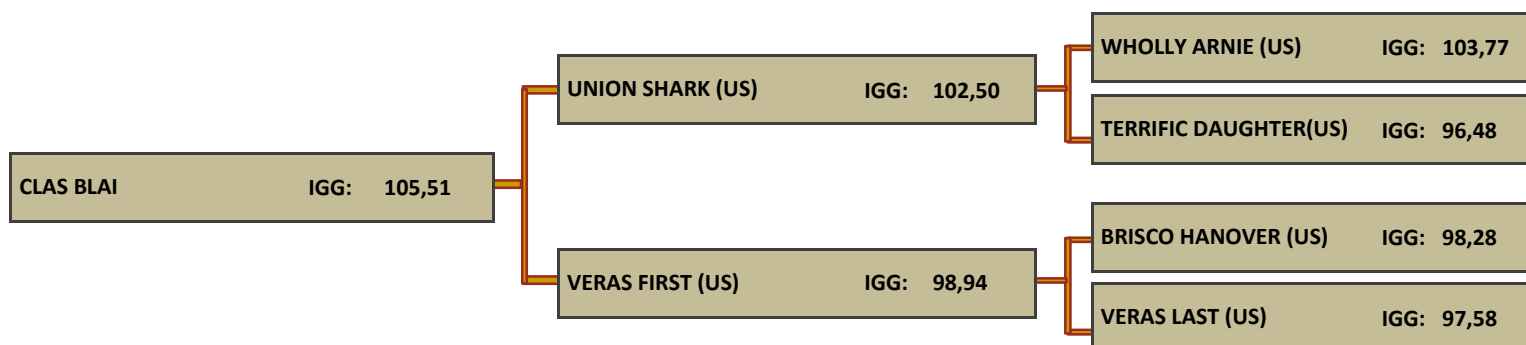 WHOLLY ARNIE (US) IGG: 103,77
UNION SHARK (US) IGG: 102,50
TERRIFIC DAUGHTER(US) IGG: 96,48
CLAS BLAI IGG: 105,51
BRISCO HANOVER (US) IGG: 98,28
VERAS FIRST (US) IGG: 98,94
VERAS LAST (US) IGG: 97,58